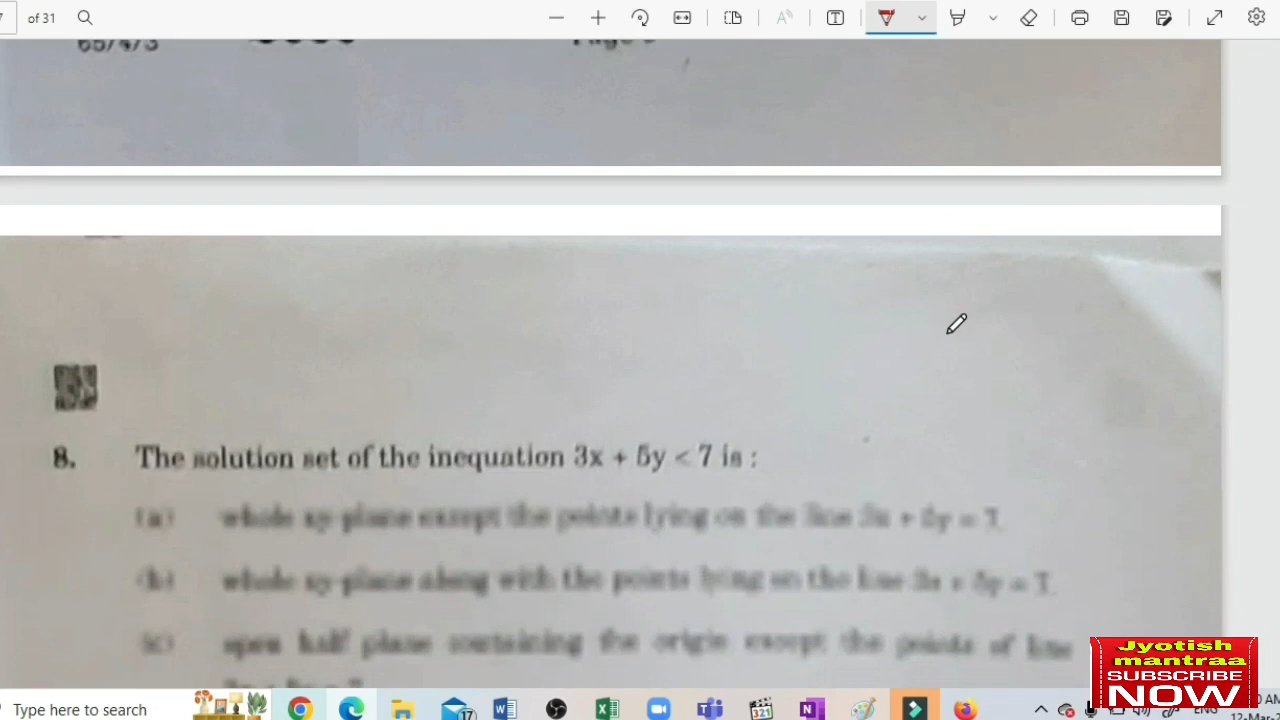 of 31
65/4/3
Page
8. The solution set of the inequation 3x + 5y < 7 is :
(a) whole xy-plane except the points lying on the line 3x + 5y = 7.
(b) whole xy-plane along with the points lying on the line 3x + 5y = 7.
(c) open half plane containing the origin except the points of line
Jyotish
mantraa
SUBSCRIBE
NOW
Type here to search
17
321
ENG